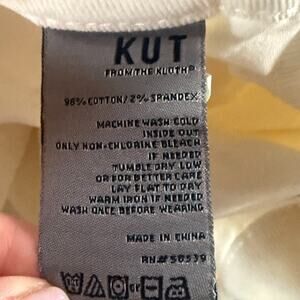 KUT
FROM THE KLOTH®
98% COTTON/2% SPANDEX
MACHINE WASH COLD
INSIDE OUT
ONLY NON-CHLORINE BLEACH
IF NEEDED
TUMBLE DRY LOW
OR FOR BETTER CARE
LAY FLAT TO DRY
WARM IRON IF NEEDED
WASH ONCE BEFORE WEARING
MADE IN CHINA
RN# 58539
or